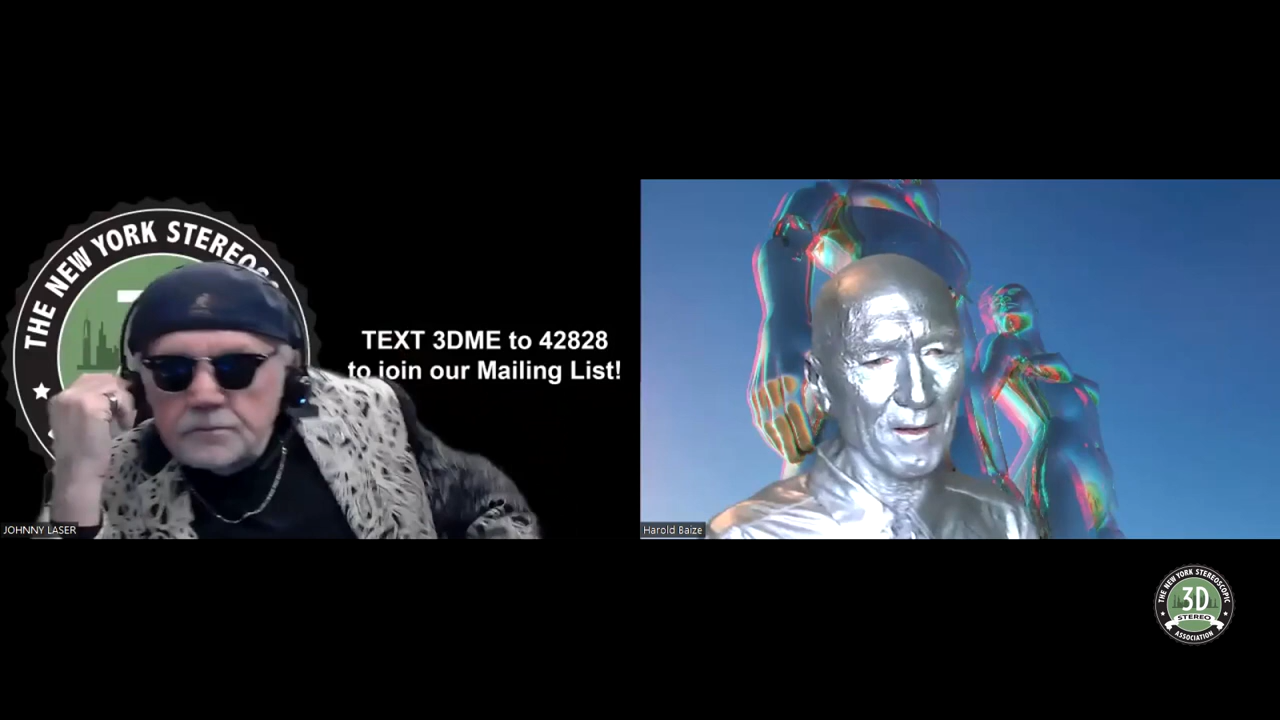 THE NEW YORK STEREOSC
TEXT 3DME to 42828
to join our Mailing List!
JOHNNY LASER
Harold Baize
THE NEW YORK STEREOSCOPIC
3D
STEREO
ASSOCIATION